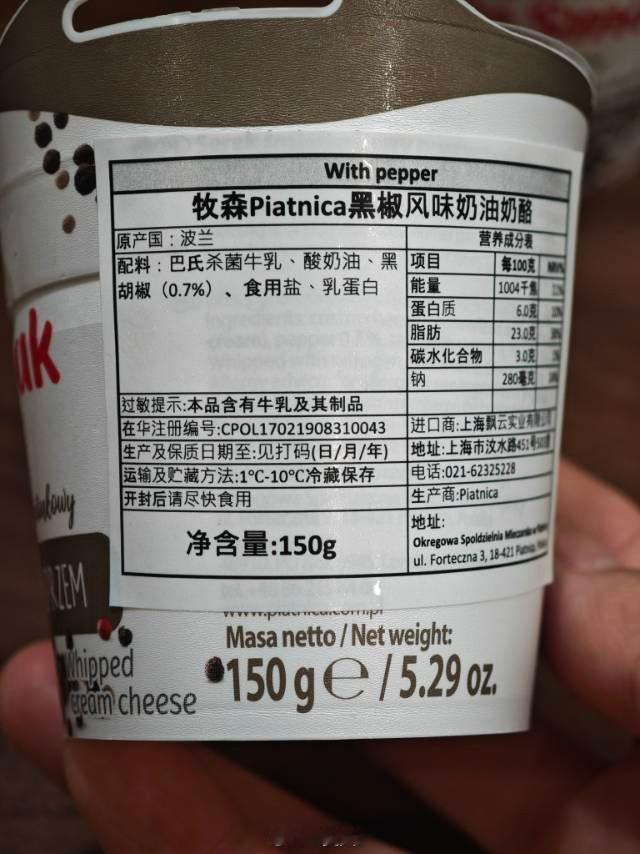 With pepper
牧森Piatnica黑椒风味奶油奶酪
原产国：波兰
配料：巴氏杀菌牛乳、酸奶油、黑
胡椒（0.7%）、食用盐、乳蛋白
营养成分表
项目 每100克
能量 1004千焦
蛋白质 6.0克
脂肪 23.0克
碳水化合物 3.0克
钠 280毫克
过敏提示:本品含有牛乳及其制品
在华注册编号:CPOL17021908310043
生产及保质日期至:见打码(日/月/年)
运输及贮藏方法:1℃-10℃冷藏保存
开封后请尽快食用
净含量:150g
进口商:上海飘云实业有限
地址:上海市汶水路451号
电话:021-62325228
生产商:Piatnica
地址:
Okregowa Spoldzielnia Mleczarska w
ul. Forteczna 3, 18-421
uk
ZEM
Whipped
cream cheese
Masa netto / Net weight:
150 g e / 5.29 oz.